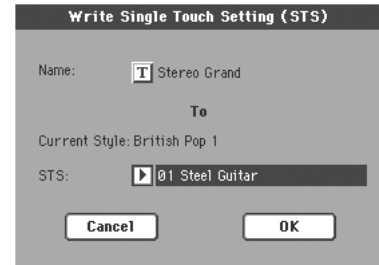 Write Single Touch Setting (STS)
Name: T Stereo Grand
To
Current Style: British Pop 1
STS: 01 Steel Guitar
Cancel OK